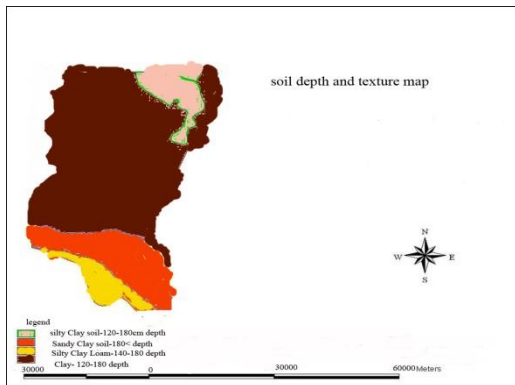 soil depth and texture map
N
W E
S
legend
silty Clay soil-120-180cm depth
Sandy Clay soil-180< depth
Silty Clay Loam-140-180 depth
Clay- 120-180 depth
30000 0 30000 60000 Meters